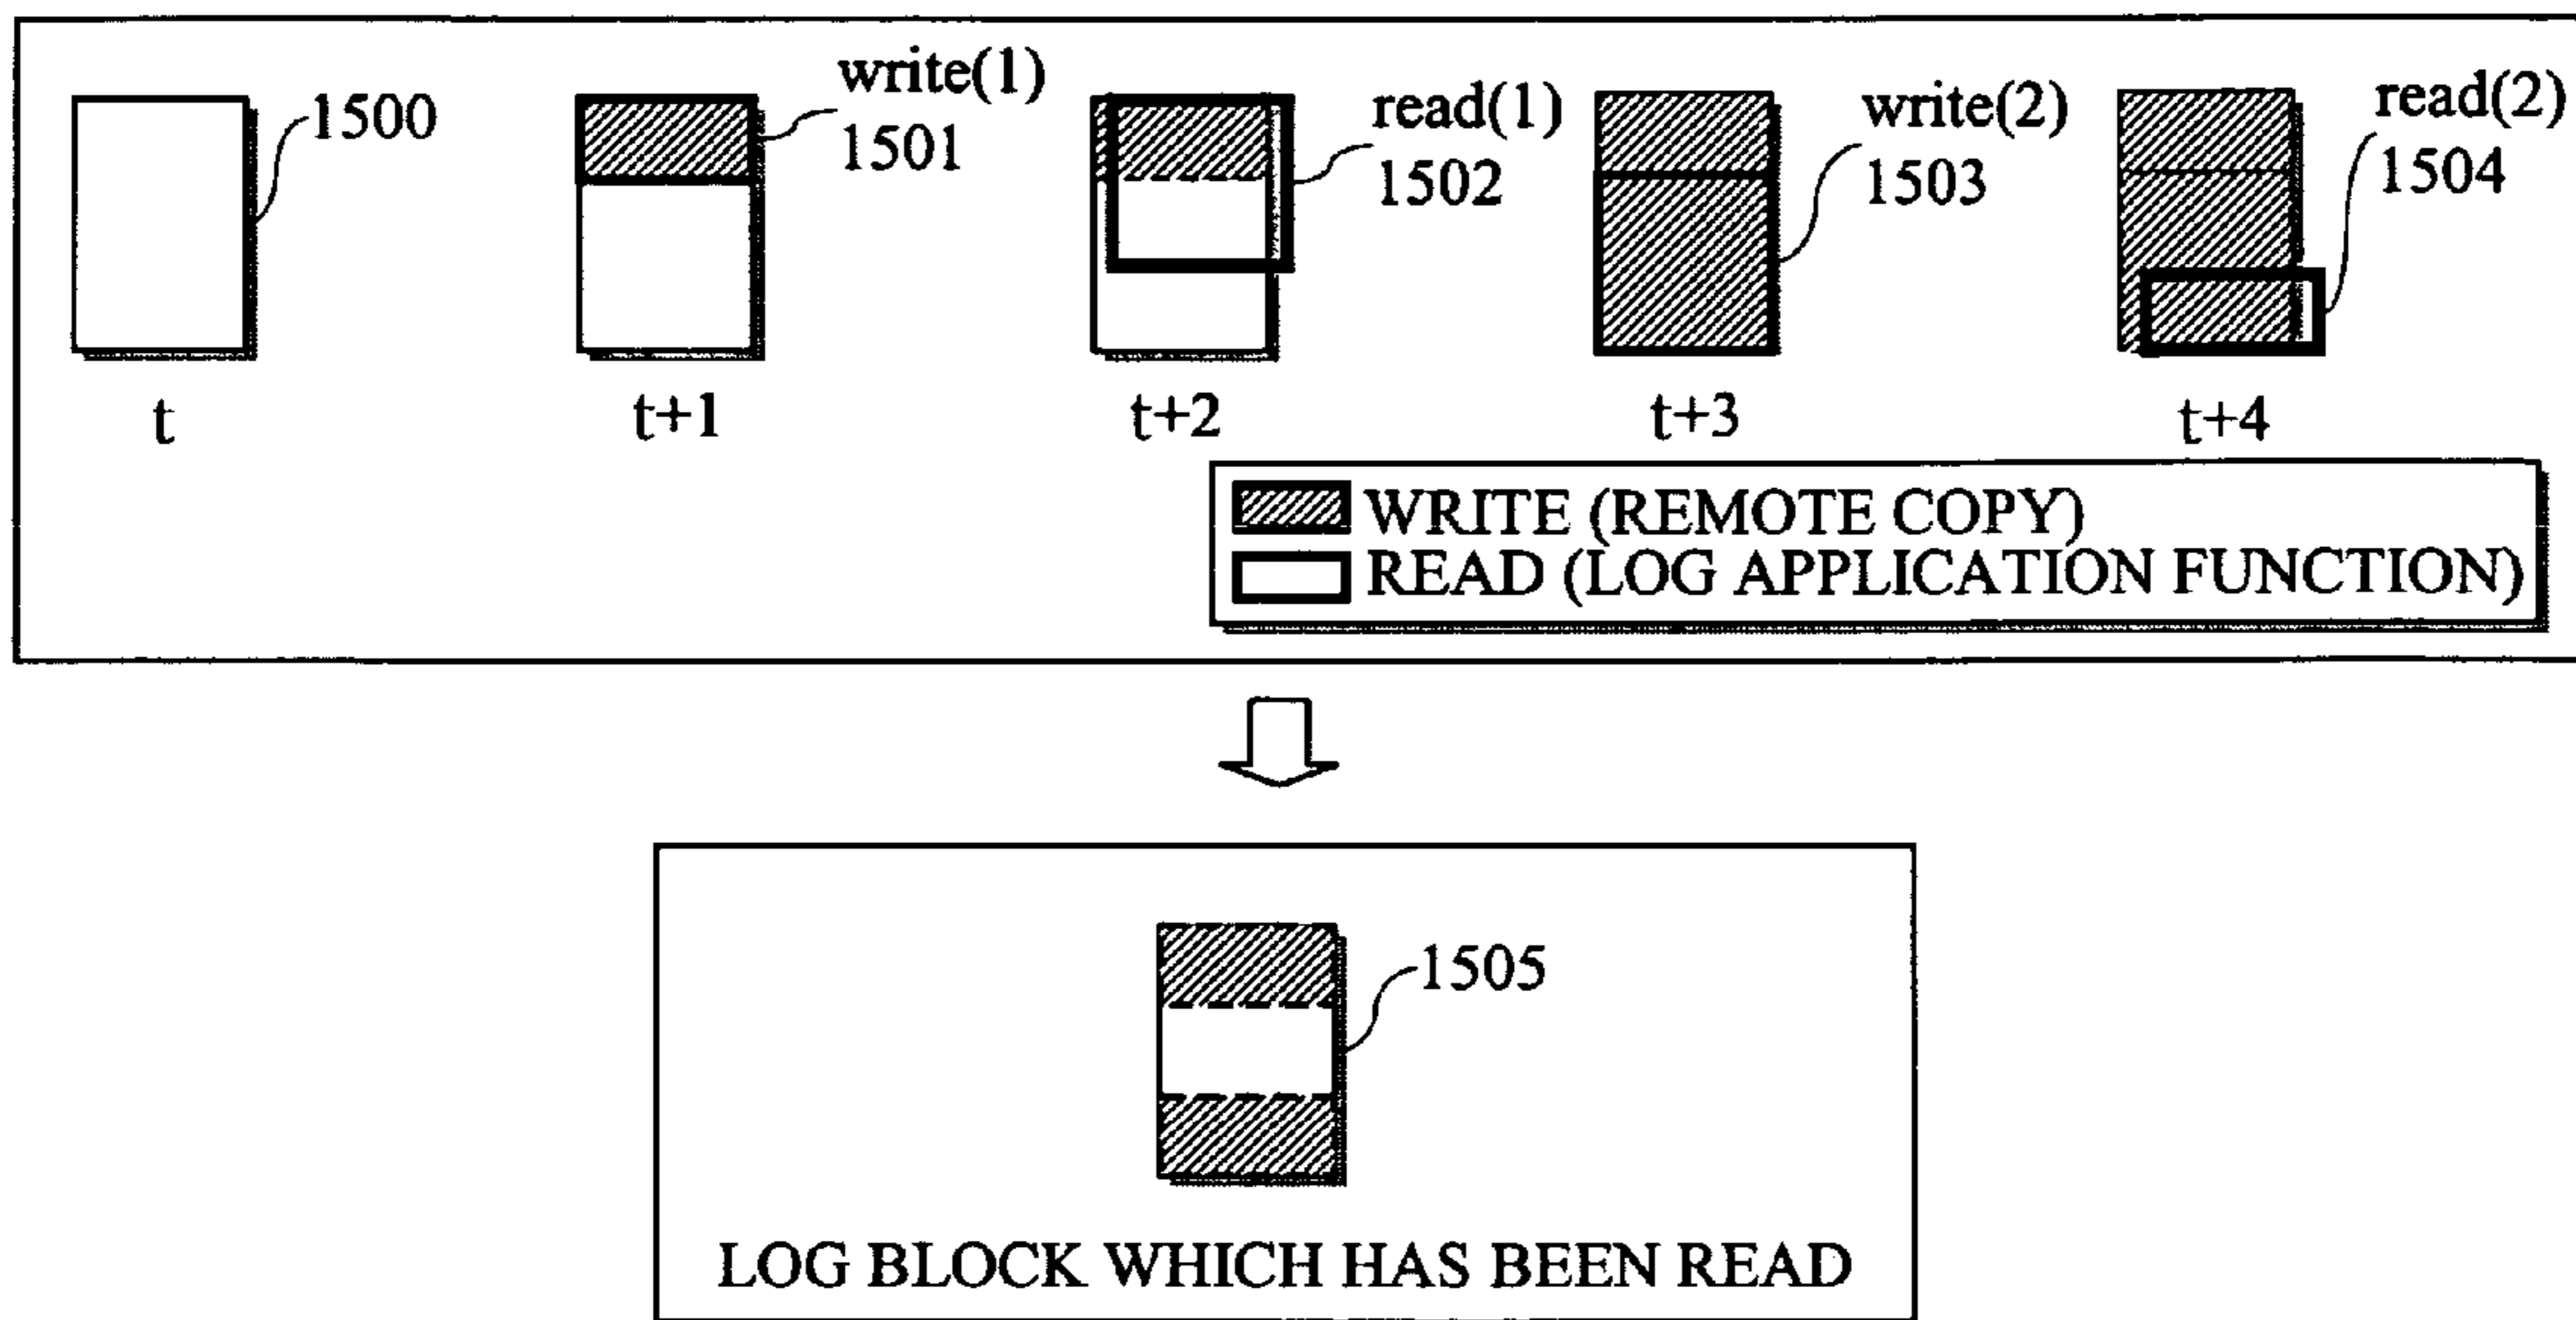 1500
write(1)
1501
read(1)
1502
write(2)
1503
read(2)
1504
t
t+1
t+2
t+3
t+4
WRITE (REMOTE COPY)
READ (LOG APPLICATION FUNCTION)
1505
LOG BLOCK WHICH HAS BEEN READ